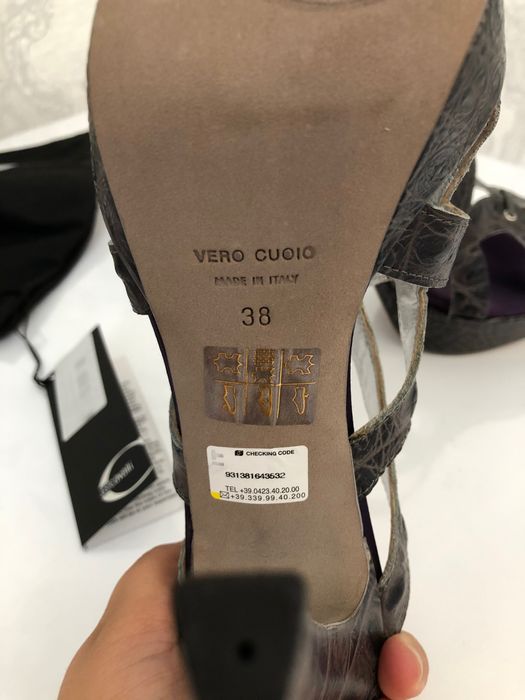 VERO CUOIO
MADE IN ITALY
38
CHECKING CODE
931381643532
TEL +39.0423.40.20.00
+39.339.99.40.200
cavalli